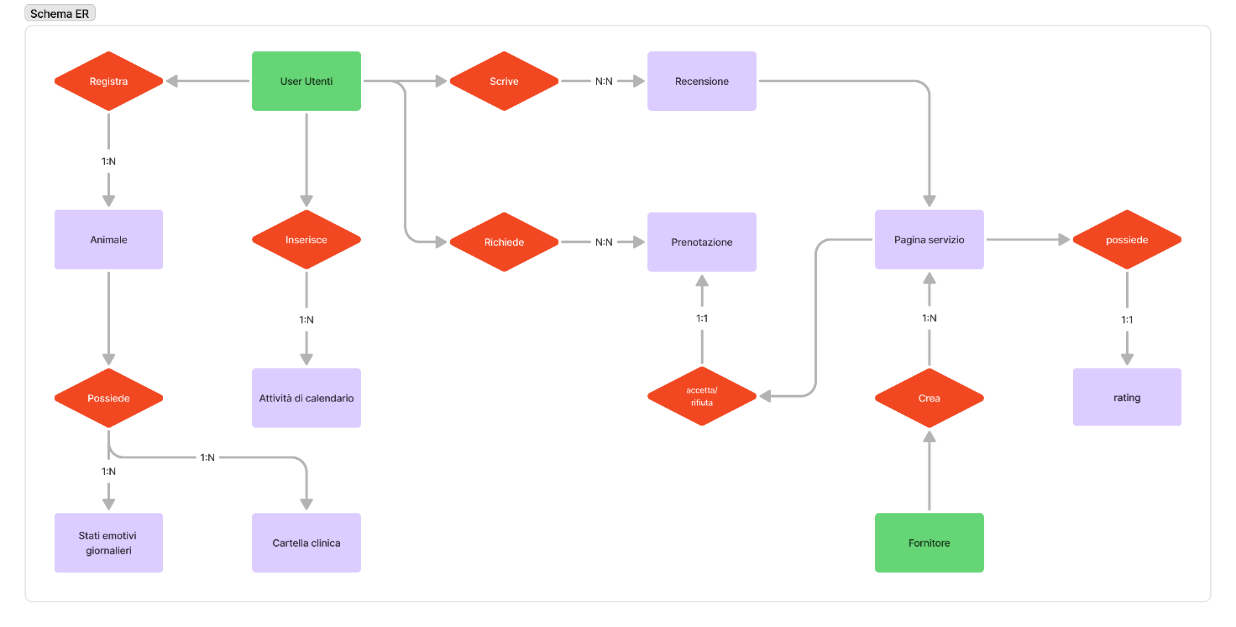 Schema ER
Registra
User Utenti
Scrive
N:N
Recensione
1:N
Animale
Inserisce
Richiede
N:N
Prenotazione
Pagina servizio
possiede
1:N
1:1
1:N
1:1
Possiede
Attività di calendario
accetta/
rifiuta
Crea
rating
1:N
1:N
Stati emotivi
giornalieri
Cartella clinica
Fornitore